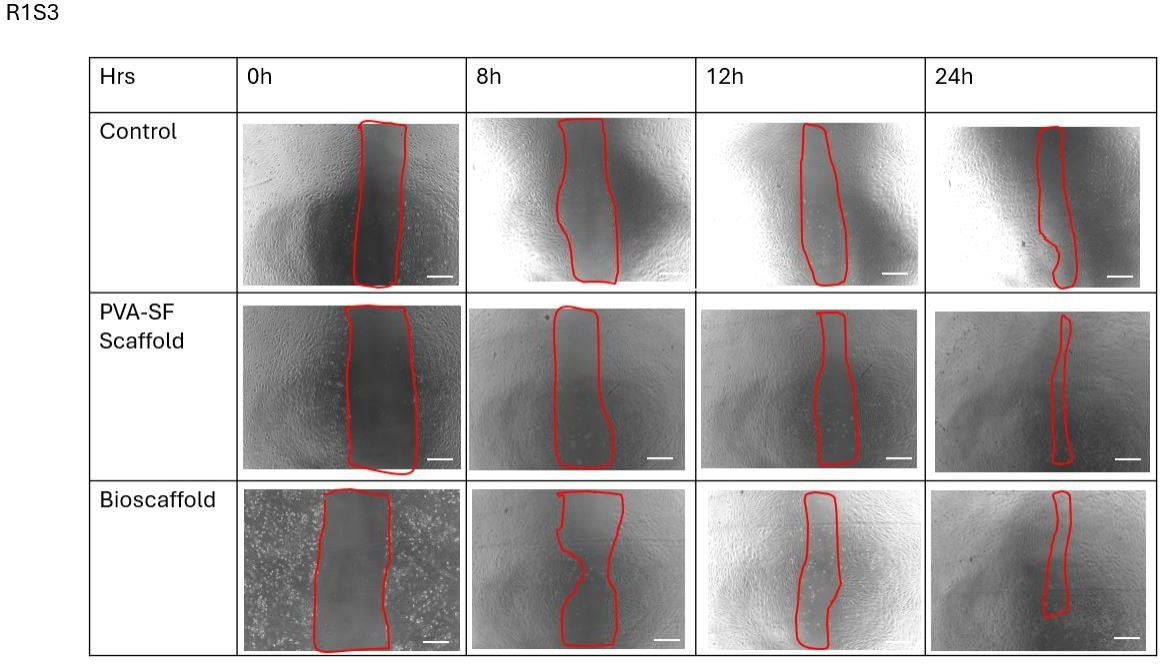 R1S3
Hrs 0h 8h 12h 24h
Control
PVA-SF
Scaffold
Bioscaffold